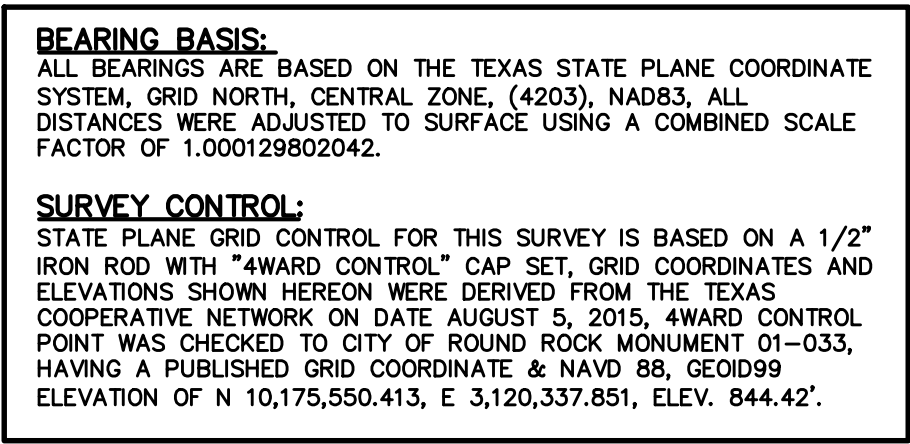 BEARING BASIS:
ALL BEARINGS ARE BASED ON THE TEXAS STATE PLANE COORDINATE
SYSTEM, GRID NORTH, CENTRAL ZONE, (4203), NAD83, ALL
DISTANCES WERE ADJUSTED TO SURFACE USING A COMBINED SCALE
FACTOR OF 1.000129802042.
SURVEY CONTROL:
STATE PLANE GRID CONTROL FOR THIS SURVEY IS BASED ON A 1/2"
IRON ROD WITH "4WARD CONTROL" CAP SET, GRID COORDINATES AND
ELEVATIONS SHOWN HEREON WERE DERIVED FROM THE TEXAS
COOPERATIVE NETWORK ON DATE AUGUST 5, 2015, 4WARD CONTROL
POINT WAS CHECKED TO CITY OF ROUND ROCK MONUMENT 01-033,
HAVING A PUBLISHED GRID COORDINATE & NAVD 88, GEOID99
ELEVATION OF N 10,175,550.413, E 3,120,337.851, ELEV. 844.42'.